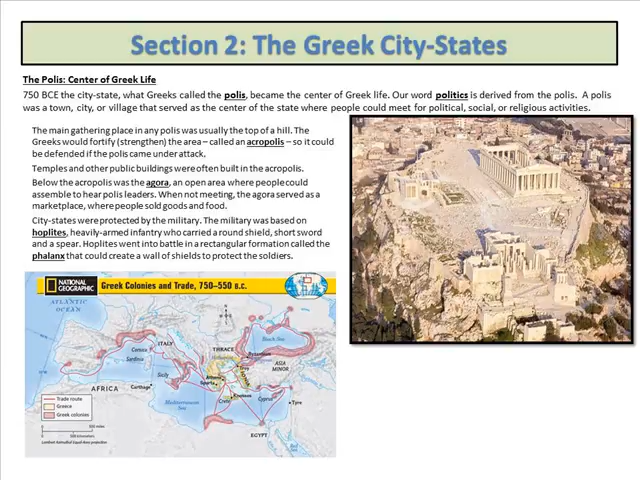 Section 2: The Greek City-States
The Polis: Center of Greek Life
750 BCE the city-state, what Greeks called the polis, became the center of Greek life. Our word politics is derived from the polis. A polis
was a town, city, or village that served as the center of the state where people could meet for political, social, or religious activities.
The main gathering place in any polis was usually the top of a hill. The
Greeks would fortify (strengthen) the area – called an acropolis – so it could
be defended if the polis came under attack.
Temples and other public buildings were often built in the acropolis.
Below the acropolis was the agora, an open area where people could
assemble to hear polis leaders. When not meeting, the agora served as a
marketplace, where people sold goods and food.
City-states were protected by the military. The military was based on
hoplites, heavily-armed infantry who carried a round shield, short sword
and a spear. Hoplites went into battle in a rectangular formation called the
phalanx that could create a wall of shields to protect the soldiers.
NATIONAL
GEOGRAPHIC
Greek Colonies and Trade, 750–550 B.C.
ATLANTIC
OCEAN
ITALY
Corsica
Sardinia
THRACE
Black Sea
Byzantium
Troy
ASIA
MINOR
Sicily
Athens
Sparta
AFRICA
Carthage
Knossos
Crete
Cyprus
Mediterranean
Sea
Tyre
EGYPT
Trade route
Greece
Greek colonies